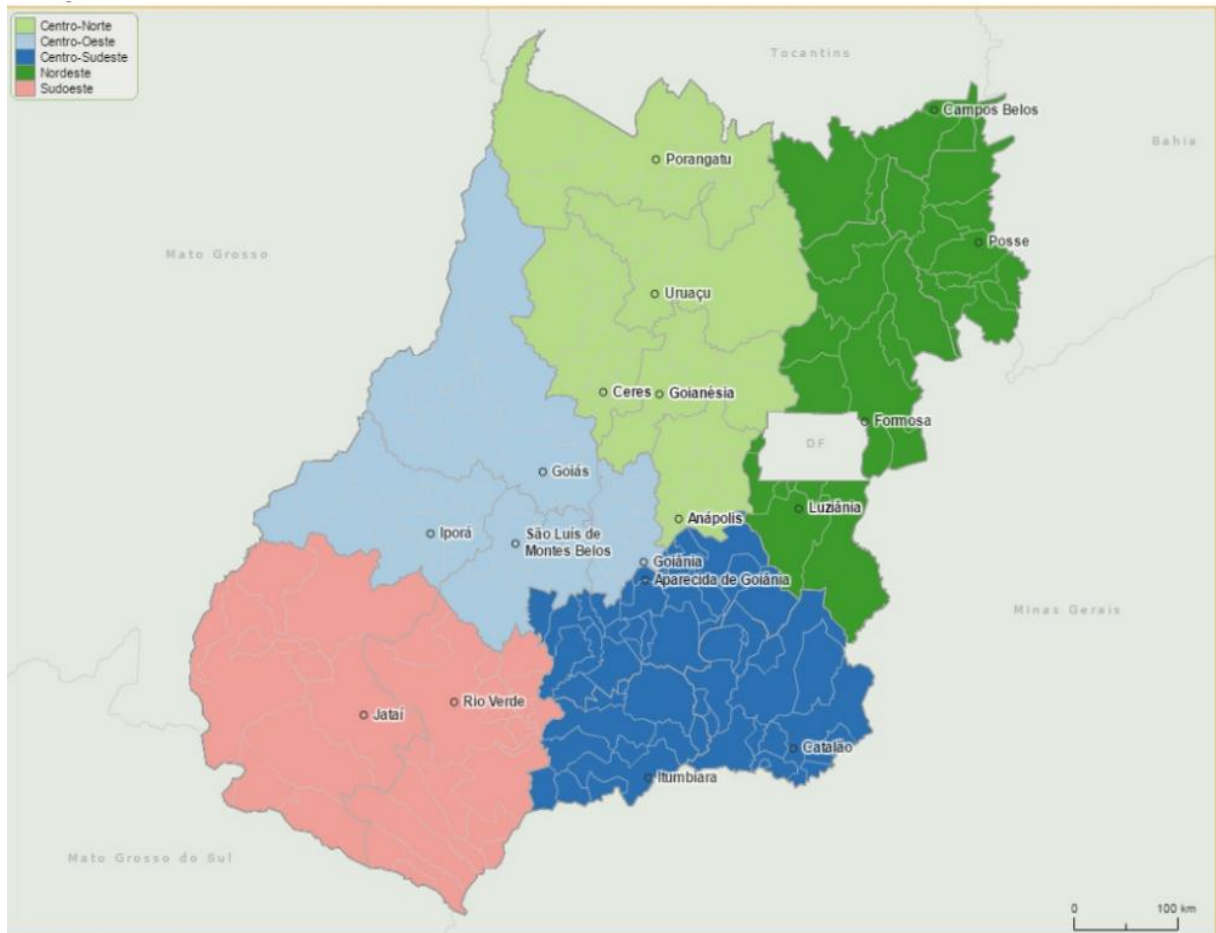 Centro-Norte
Centro-Oeste
Centro-Sudeste
Nordeste
Sudoeste
Tocantins
Campos Belos
Bahia
Porangatu
Posse
Mato Grosso
Uruaçu
Ceres
Goianésia
Formosa
DF
Goiás
Luziânia
Anápolis
Iporá
São Luís de
Montes Belos
Goiânia
Aparecida de Goiânia
Minas Gerais
Rio Verde
Jataí
Catalão
Itumbiara
Mato Grosso do Sul
0 100 km